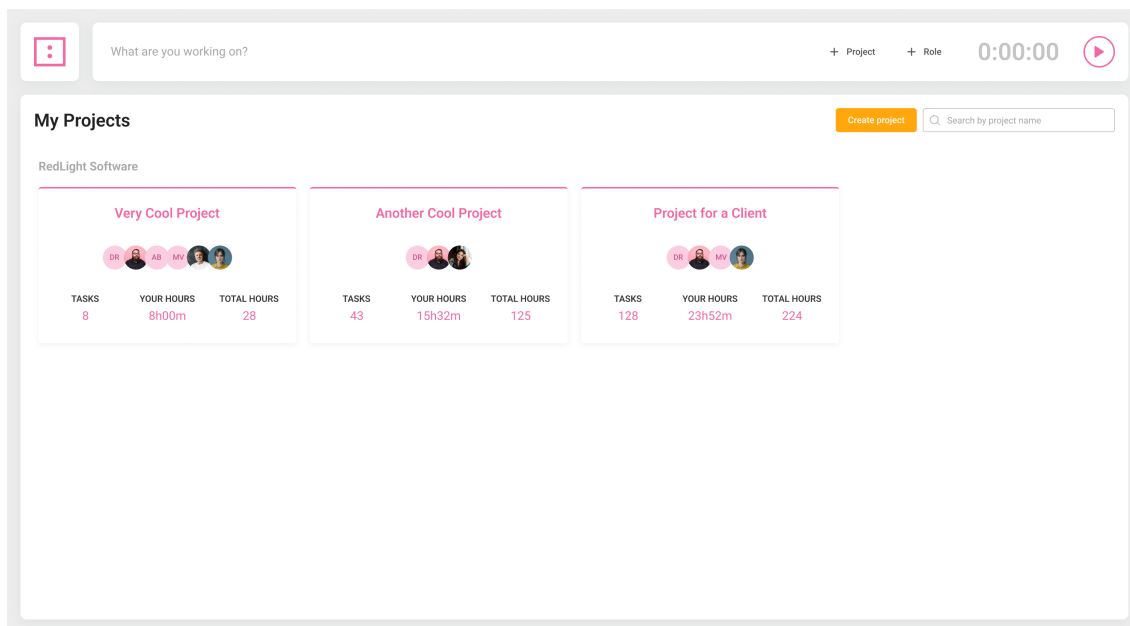 What are you working on?
+ Project
+ Role
0:00:00
My Projects
Create project
Search by project name
RedLight Software
Very Cool Project
DR AB MV
TASKS YOUR HOURS TOTAL HOURS
8 8h00m 28
Another Cool Project
DR
TASKS YOUR HOURS TOTAL HOURS
43 15h32m 125
Project for a Client
DR MV
TASKS YOUR HOURS TOTAL HOURS
128 23h52m 224